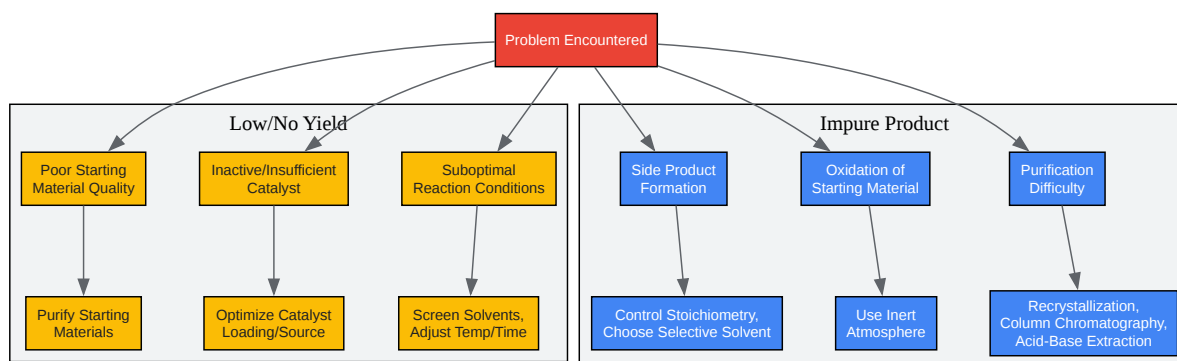 Problem Encountered
Low/No Yield
Impure Product
Poor Starting
Material Quality
Inactive/Insufficient
Catalyst
Suboptimal
Reaction Conditions
Side Product
Formation
Oxidation of
Starting Material
Purification
Difficulty
Purify Starting
Materials
Optimize Catalyst
Loading/Source
Screen Solvents,
Adjust Temp/Time
Control Stoichiometry,
Choose Selective Solvent
Use Inert
Atmosphere
Recrystallization,
Column Chromatography,
Acid-Base Extraction